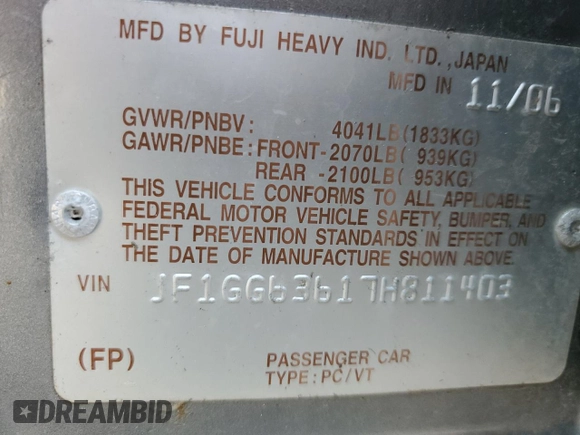 MFD BY FUJI HEAVY IND. LTD., JAPAN
MFD IN 11/06
GVWR/PNBV: 4041LB(1833KG)
GAWR/PNBE: FRONT-2070LB( 939KG)
REAR -2100LB( 953KG)
THIS VEHICLE CONFORMS TO ALL APPLICABLE
FEDERAL MOTOR VEHICLE SAFETY, BUMPER, AND
THEFT PREVENTION STANDARDS IN EFFECT ON
THE DATE OF MANUFACTURE SHOWN ABOVE.
VIN JF1GG63617H811403
(FP) PASSENGER CAR
TYPE:PC/VT
DREAMBID